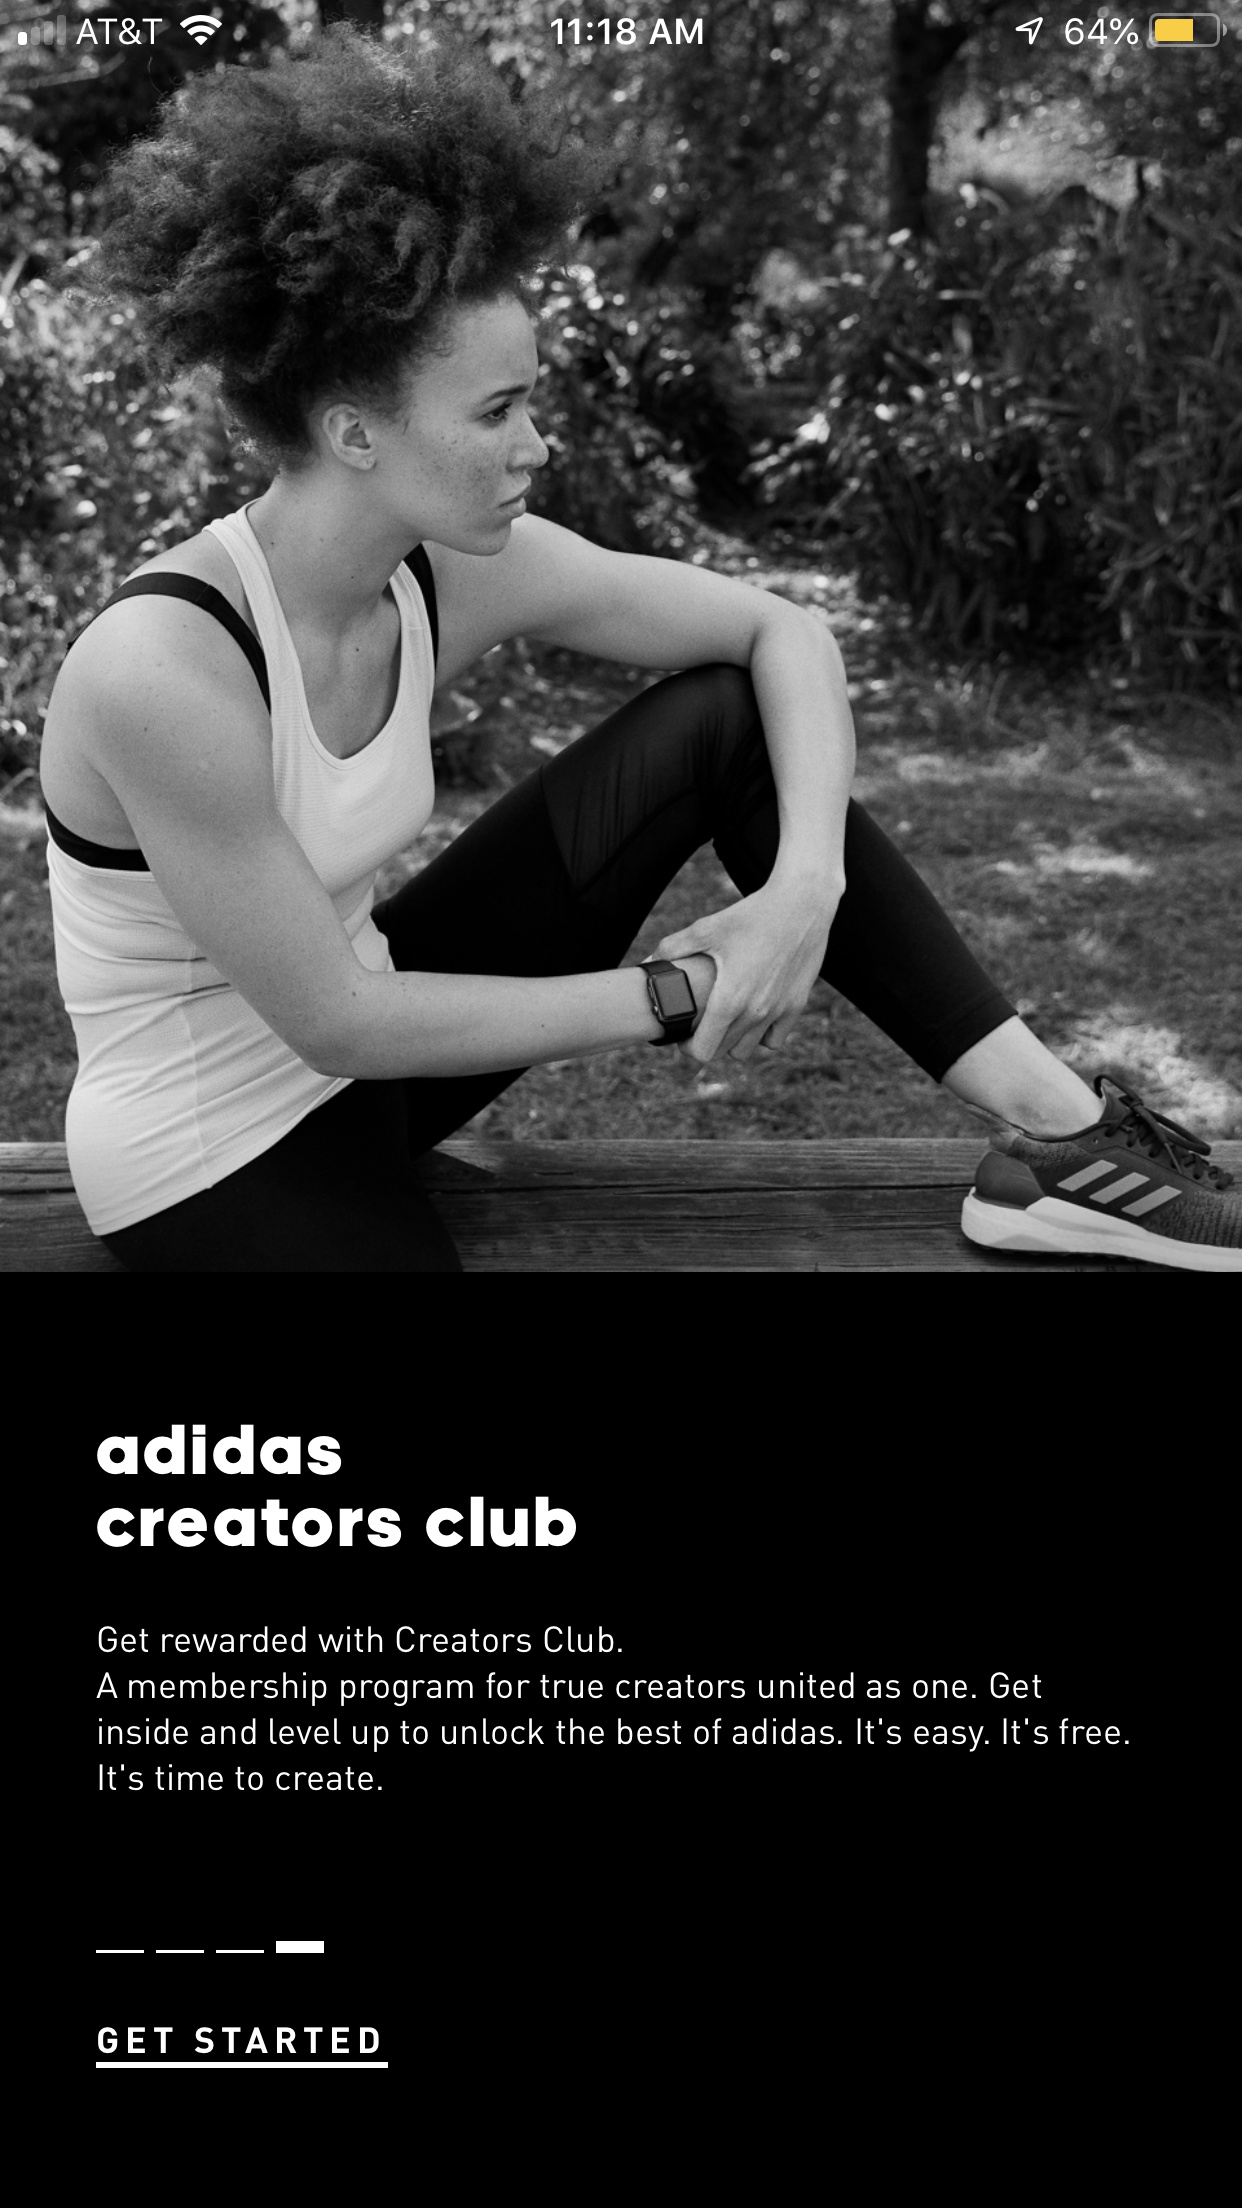 AT&T 11:18 AM 64%
adidas
creators club
Get rewarded with Creators Club.
A membership program for true creators united as one. Get
inside and level up to unlock the best of adidas. It's easy. It's free.
It's time to create.
GET STARTED